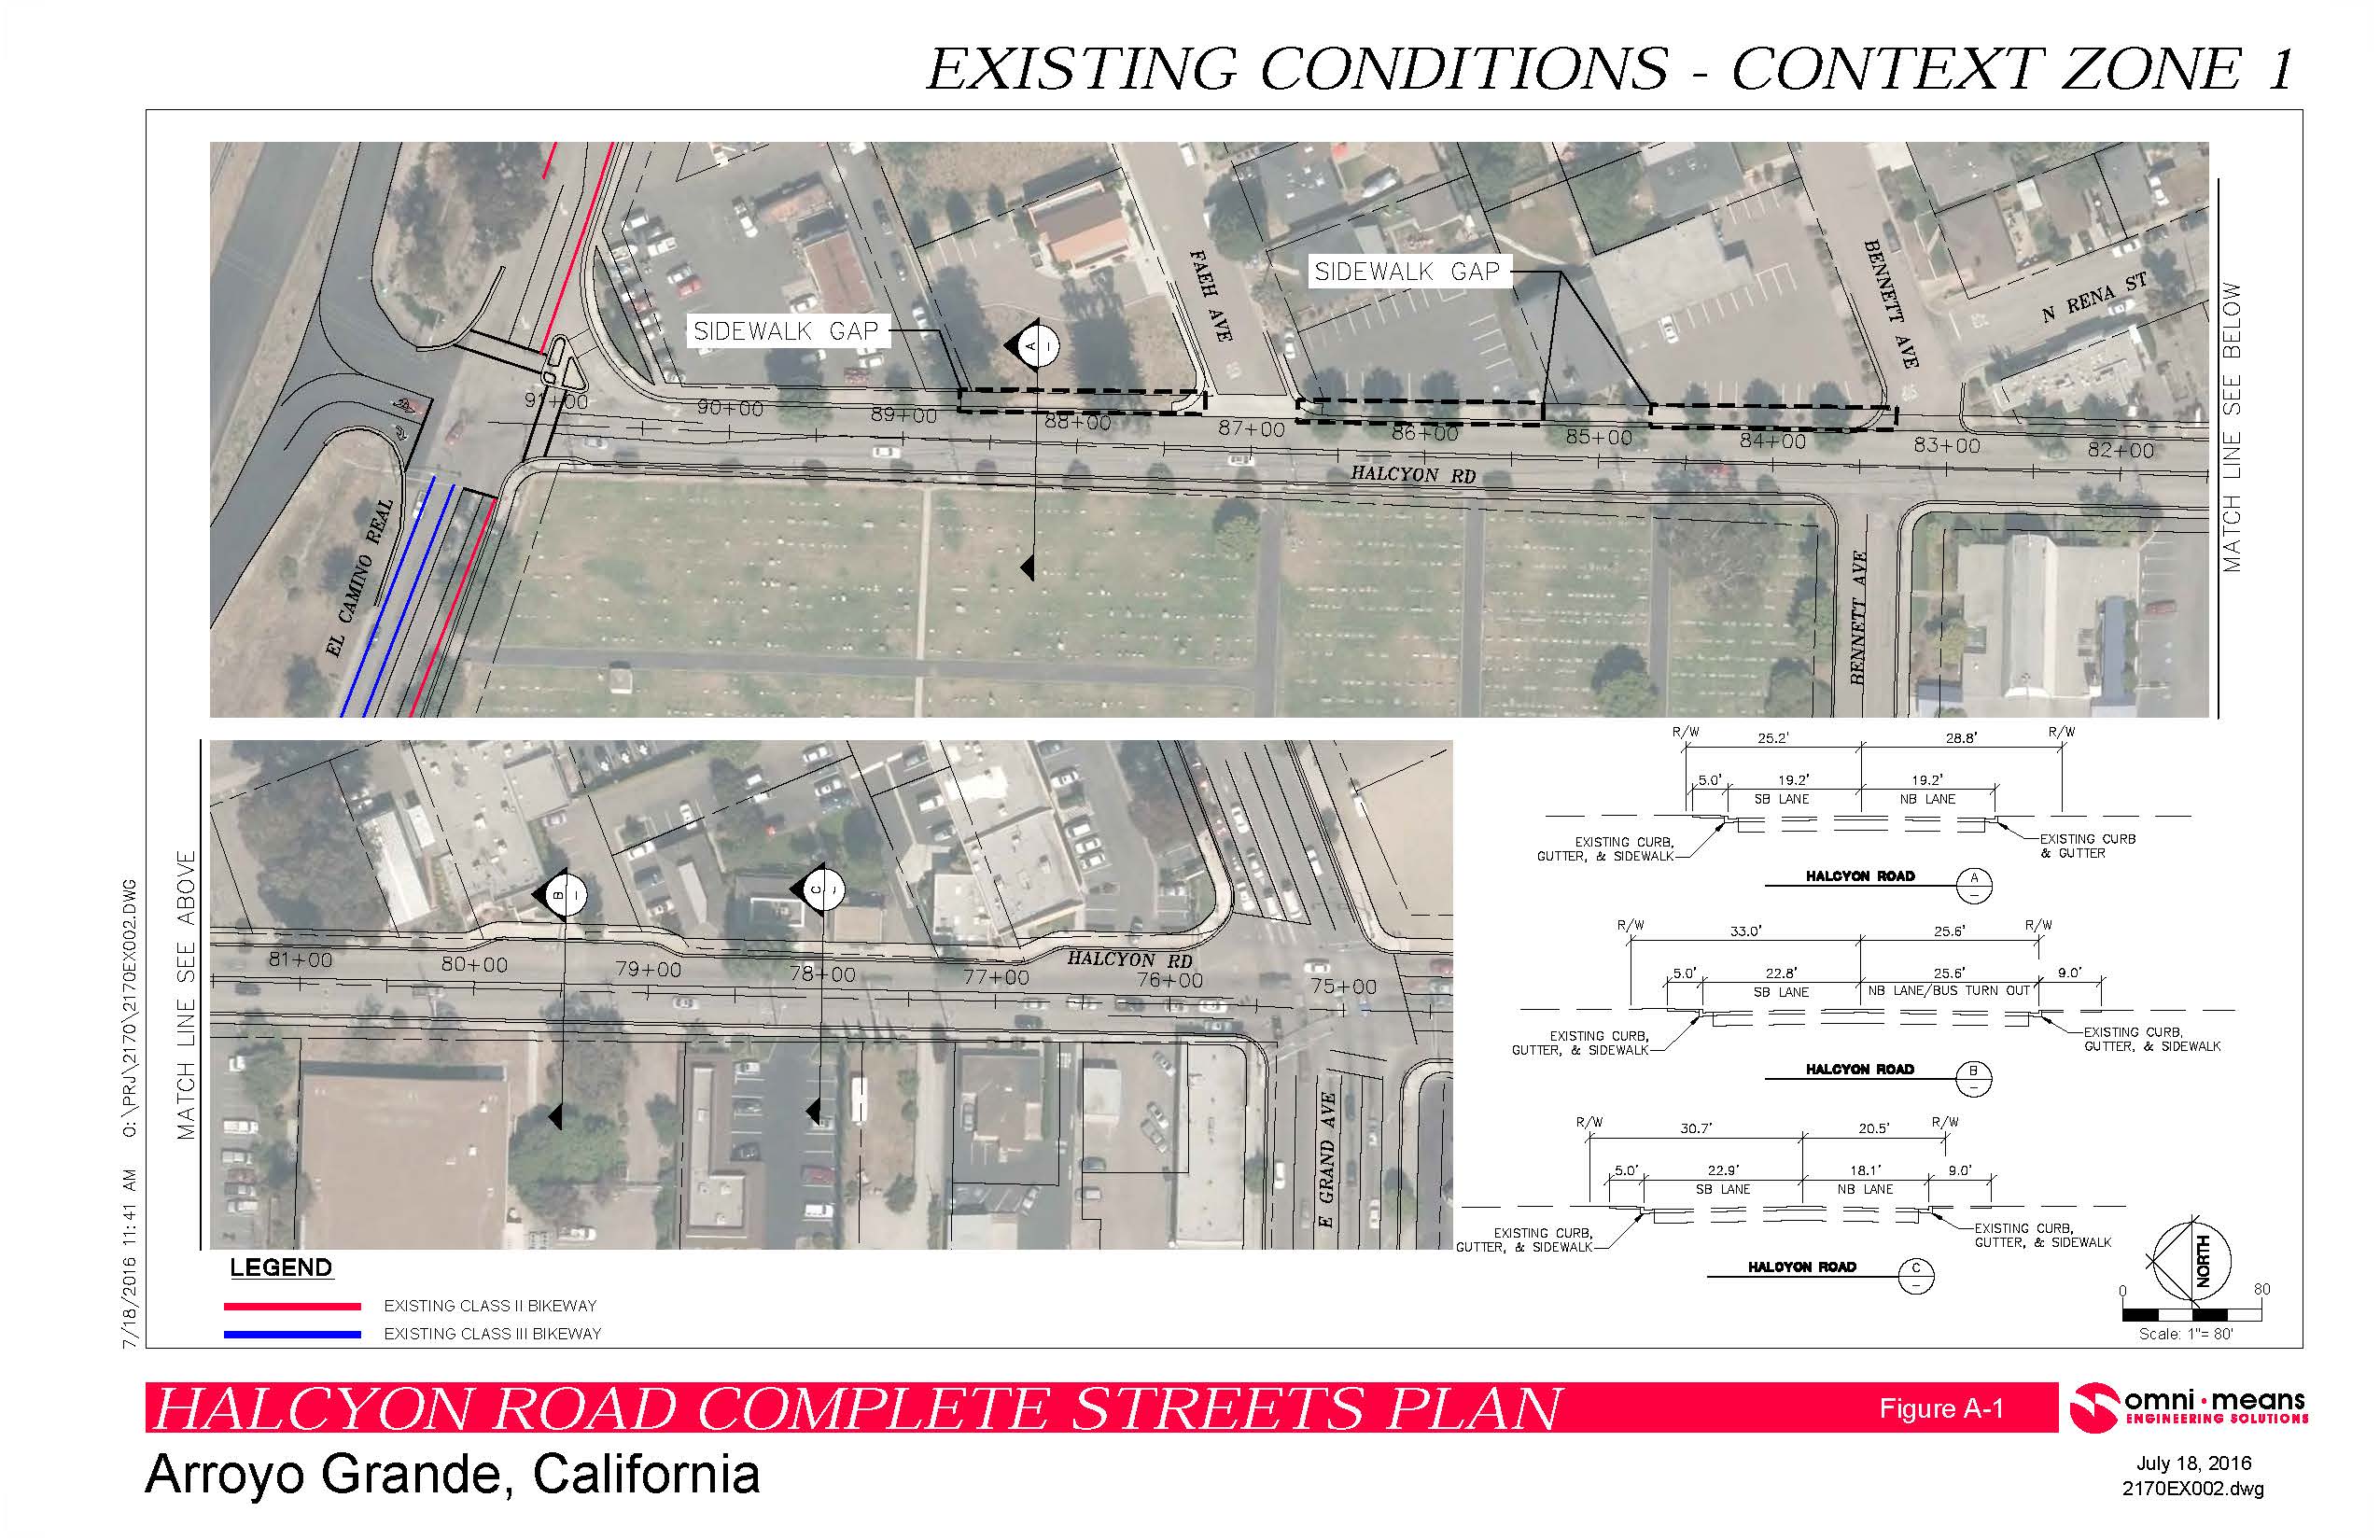 EXISTING CONDITIONS - CONTEXT ZONE 1
SIDEWALK GAP
SIDEWALK GAP
A
FAEH AVE
BENNETT AVE
N RENA ST
91+00
90+00
89+00
88+00
87+00
86+00
85+00
84+00
83+00
82+00
HALCYON RD
EL CAMINO REAL
BENNETT AVE
MATCH LINE SEE BELOW
MATCH LINE SEE ABOVE
B
C
81+00
80+00
79+00
78+00
77+00
HALCYON RD
76+00
75+00
E GRAND AVE
R/W
25.2'
28.8'
R/W
5.0'
19.2'
19.2'
SB LANE
NB LANE
EXISTING CURB,
GUTTER, & SIDEWALK
EXISTING CURB
& GUTTER
HALCYON ROAD
A
R/W
33.0'
25.6'
R/W
5.0'
22.8'
25.6'
9.0'
SB LANE
NB LANE/BUS TURN OUT
EXISTING CURB,
GUTTER, & SIDEWALK
EXISTING CURB,
GUTTER, & SIDEWALK
HALCYON ROAD
B
R/W
30.7'
20.5'
R/W
5.0'
22.9'
18.1'
9.0'
SB LANE
NB LANE
EXISTING CURB,
GUTTER, & SIDEWALK
EXISTING CURB,
GUTTER, & SIDEWALK
HALCYON ROAD
C
NORTH
0
80
Scale: 1"= 80'
LEGEND
EXISTING CLASS II BIKEWAY
EXISTING CLASS III BIKEWAY
7/18/2016 11:41 AM O:\PRJ\2170\2170EX002.DWG
HALCYON ROAD COMPLETE STREETS PLAN
Figure A-1
omni·means
ENGINEERING SOLUTIONS
Arroyo Grande, California
July 18, 2016
2170EX002.dwg